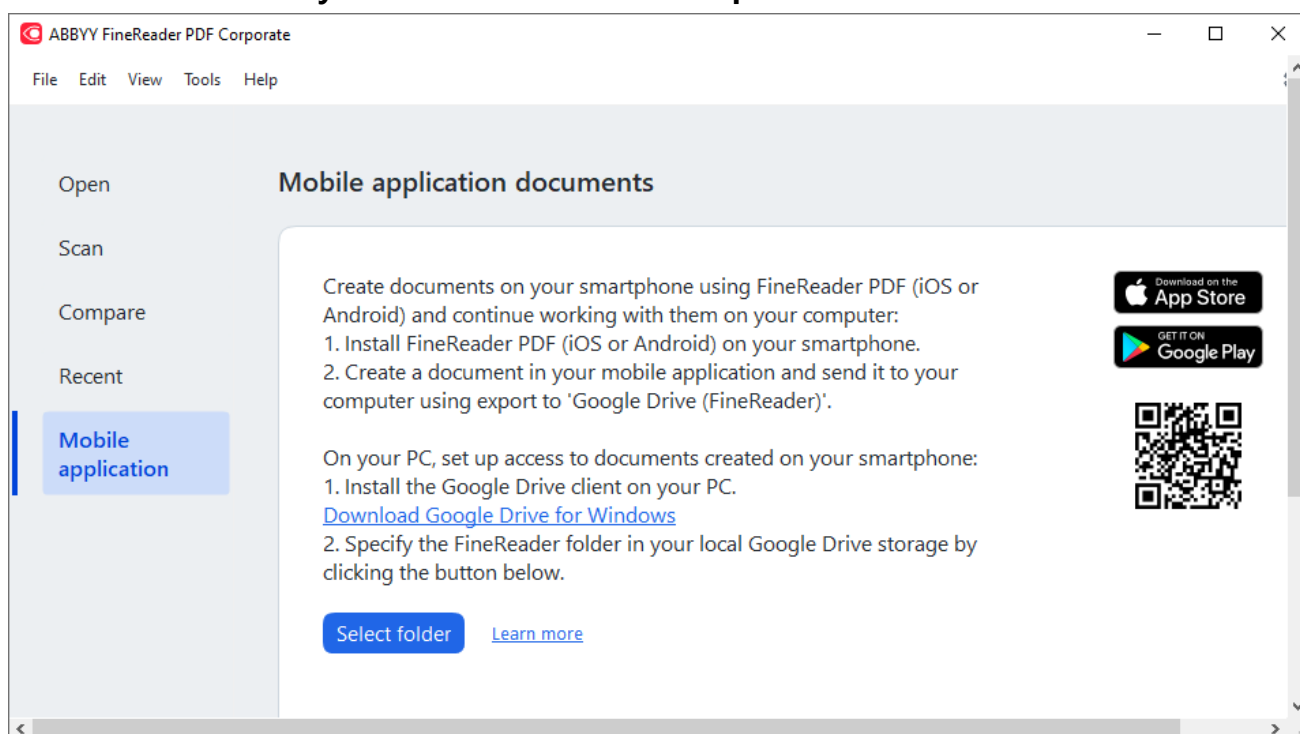 ABBYY FineReader PDF Corporate
File Edit View Tools Help
Open
Scan
Compare
Recent
Mobile
application
Mobile application documents
Create documents on your smartphone using FineReader PDF (iOS or
Android) and continue working with them on your computer:
1. Install FineReader PDF (iOS or Android) on your smartphone.
2. Create a document in your mobile application and send it to your
computer using export to 'Google Drive (FineReader)'.
On your PC, set up access to documents created on your smartphone:
1. Install the Google Drive client on your PC.
Download Google Drive for Windows
2. Specify the FineReader folder in your local Google Drive storage by
clicking the button below.
Select folder Learn more
Download on the
App Store
GET IT ON
Google Play